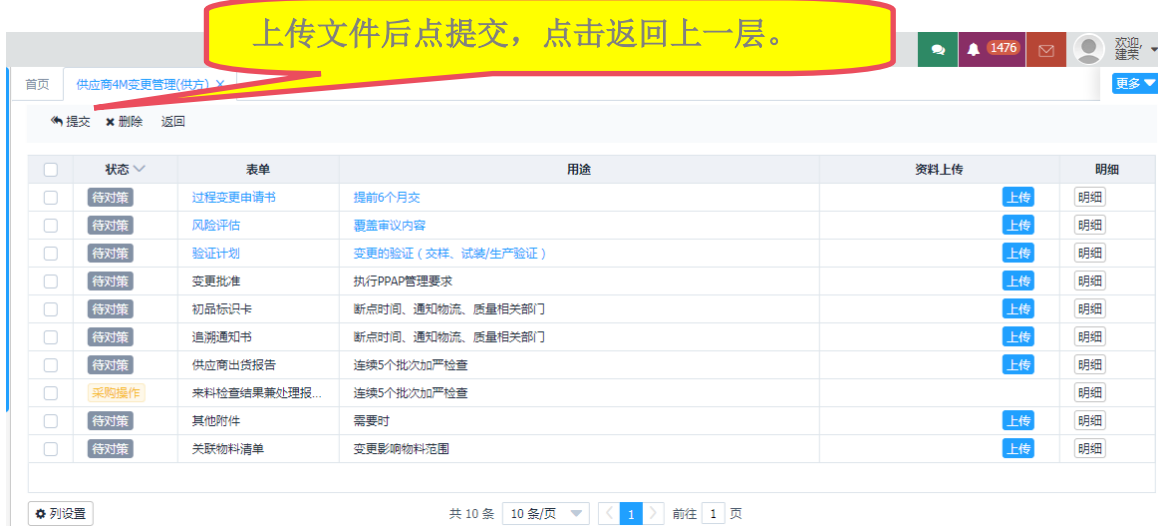 上传文件后点提交，点击返回上一层。
1476
欢迎,
建荣
首页 供应商4M变更管理(供方) ×
更多
提交 删除 返回
状态 表单 用途 资料上传 明细
待对策 过程变更申请书 提前6个月交 上传 明细
待对策 风险评估 覆盖审议内容 上传 明细
待对策 验证计划 变更的验证（交样、试装/生产验证） 上传 明细
待对策 变更批准 执行PPAP管理要求 上传 明细
待对策 初品标识卡 断点时间、通知物流、质量相关部门 上传 明细
待对策 追溯通知书 断点时间、通知物流、质量相关部门 上传 明细
待对策 供应商出货报告 连续5个批次加严检查 上传 明细
采购操作 来料检查结果兼处理报... 连续5个批次加严检查 明细
待对策 其他附件 需要时 上传 明细
待对策 关联物料清单 变更影响物料范围 上传 明细
列设置 共 10 条 10 条/页 1 前往 1 页